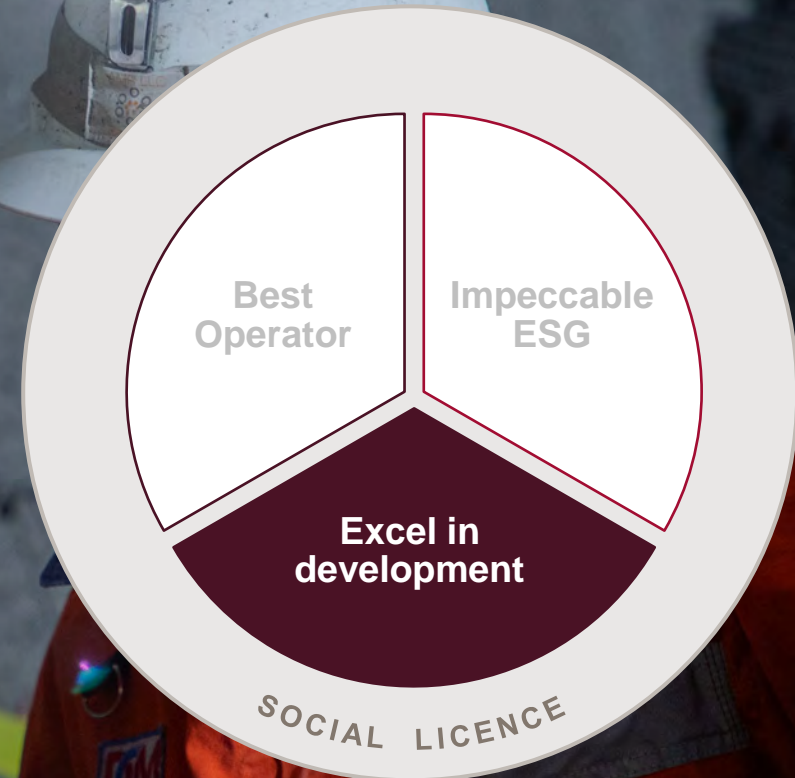 Best
Operator
Impeccable
ESG
Excel in
development
SOCIAL LICENCE